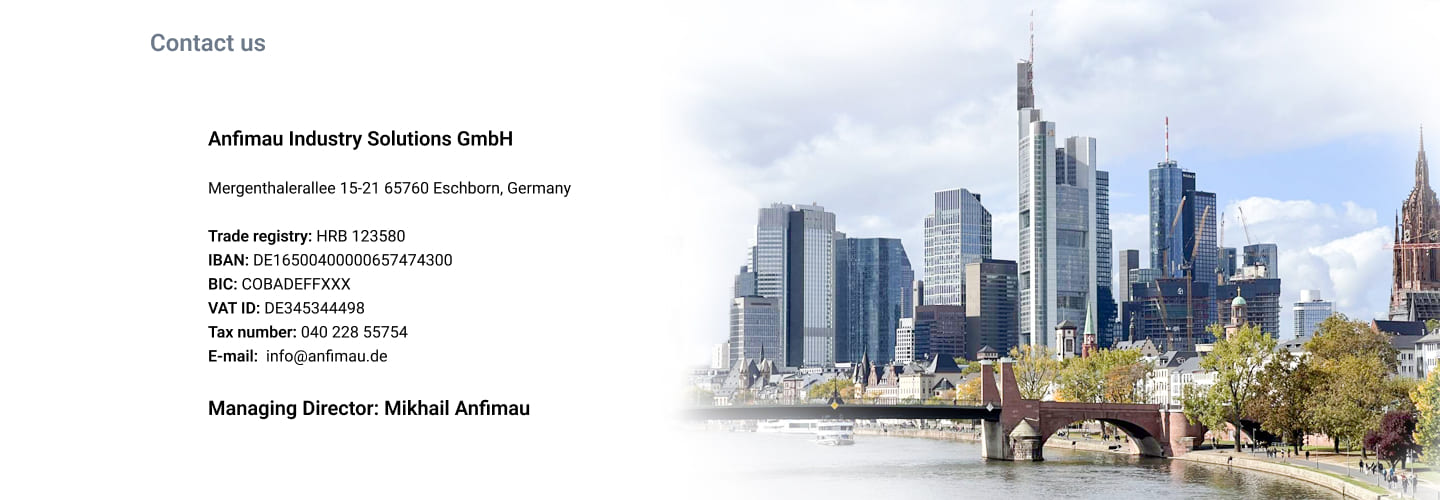 Contact us
Anfimau Industry Solutions GmbH
Mergenthalerallee 15-21 65760 Eschborn, Germany
Trade registry: HRB 123580
IBAN: DE16500400000657474300
BIC: COBADEFFXXX
VAT ID: DE345344498
Tax number: 040 228 55754
E-mail: info@anfimau.de
Managing Director: Mikhail Anfimau